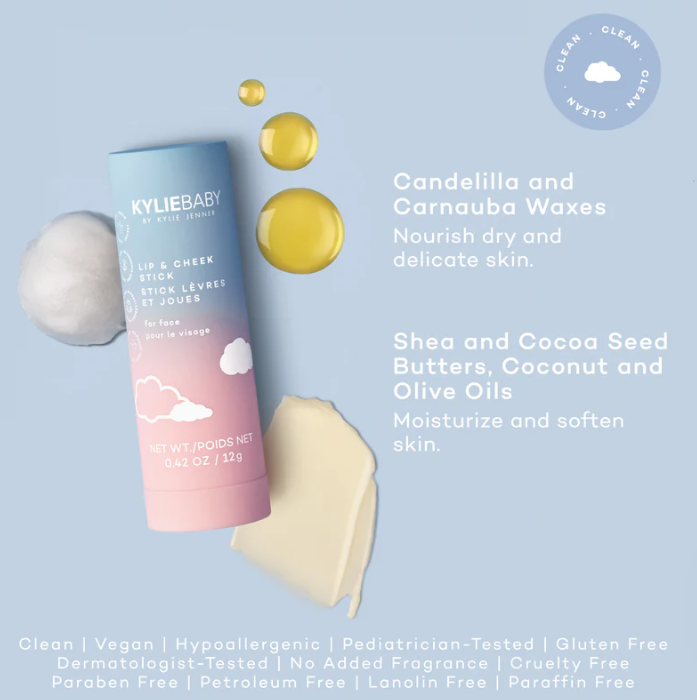 CLEAN · CLEAN · CLEAN · CLEAN ·
KYLIEBABY
BY KYLIE JENNER
LIP & CHEEK
STICK
STICK LÈVRES
ET JOUES
for face
pour le visage
NET WT./POIDS NET
0.42 OZ / 12g
Candelilla and
Carnauba Waxes
Nourish dry and
delicate skin.
Shea and Cocoa Seed
Butters, Coconut and
Olive Oils
Moisturize and soften
skin.
Clean | Vegan | Hypoallergenic | Pediatrician-Tested | Gluten Free
Dermatologist-Tested | No Added Fragrance | Cruelty Free
Paraben Free | Petroleum Free | Lanolin Free | Paraffin Free